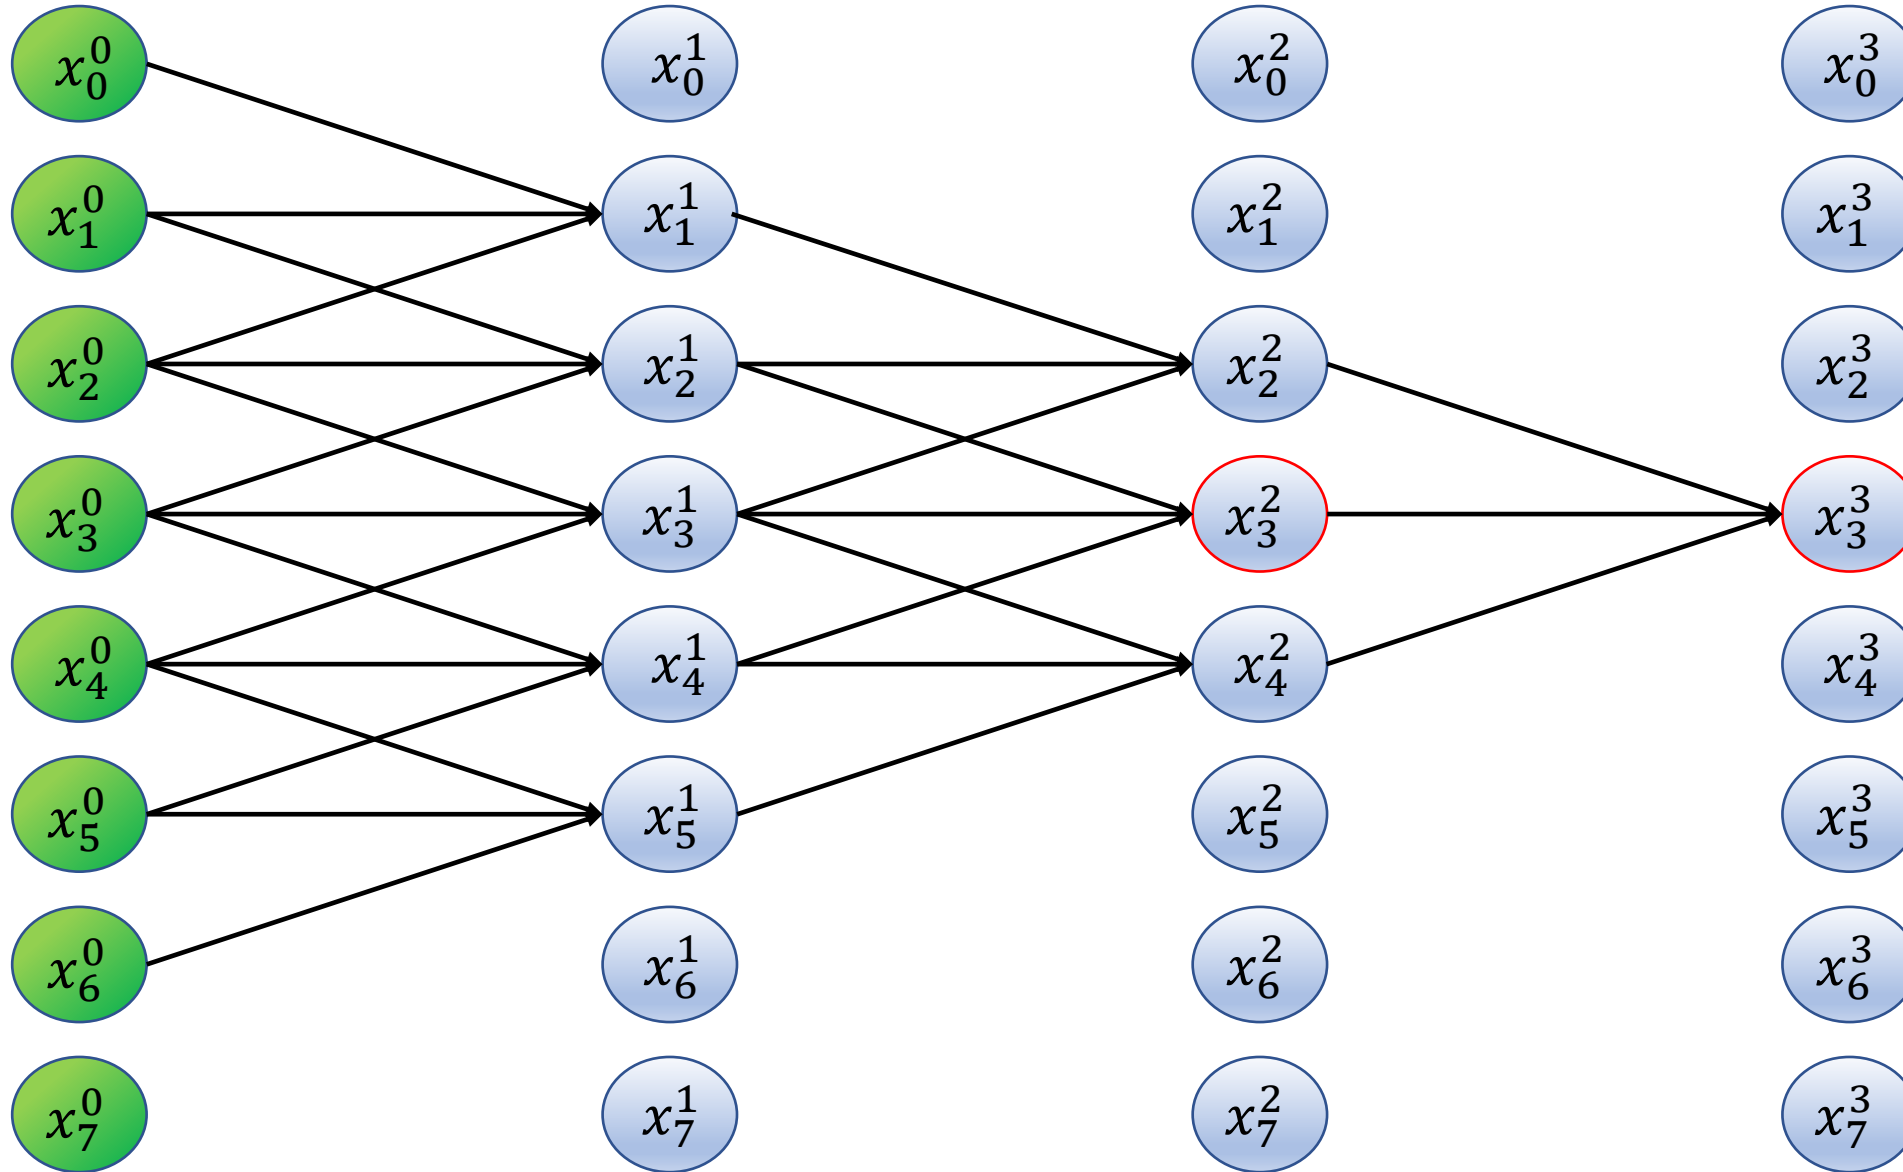 x_0^0 x_0^1 x_0^2 x_0^3
x_1^0 x_1^1 x_1^2 x_1^3
x_2^0 x_2^1 x_2^2 x_2^3
x_3^0 x_3^1 x_3^2 x_3^3
x_4^0 x_4^1 x_4^2 x_4^3
x_5^0 x_5^1 x_5^2 x_5^3
x_6^0 x_6^1 x_6^2 x_6^3
x_7^0 x_7^1 x_7^2 x_7^3